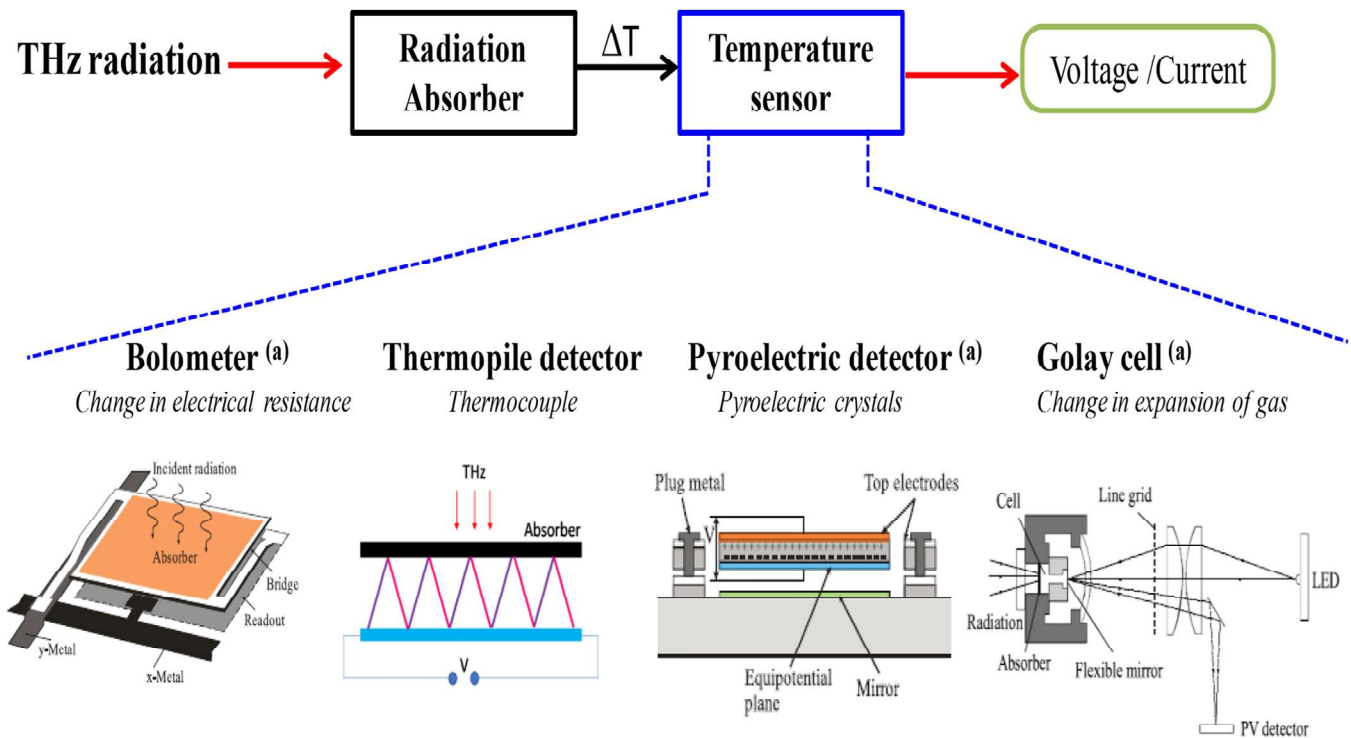 THz radiation
Radiation
Absorber
ΔT
Temperature
sensor
Voltage /Current
Bolometer (a)
Change in electrical resistance
Thermopile detector
Thermocouple
Pyroelectric detector (a)
Pyroelectric crystals
Golay cell (a)
Change in expansion of gas
Incident radiation
Absorber
Bridge
Readout
y-Metal
x-Metal
THz
Absorber
V
Plug metal
Top electrodes
V
Equipotential
plane
Mirror
Cell
Line grid
LED
Radiation
Absorber
Flexible mirror
PV detector